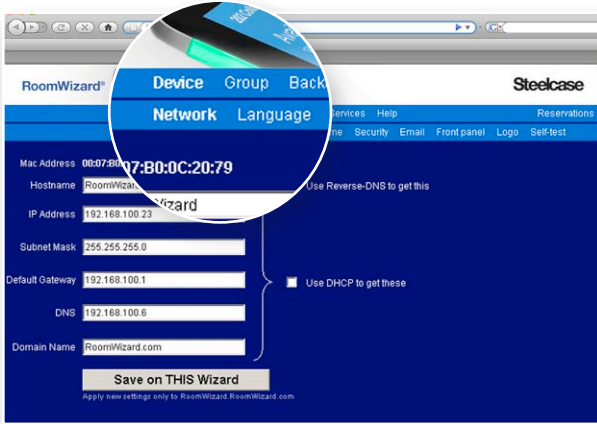 RoomWizard®
Steelcase
Device Group Back
Services Help Reservations
Network Language
Security Email Front panel Logo Self-test
Mac Address 00:07:B0
07:B0:0C:20:79
Hostname RoomWizard
Use Reverse-DNS to get this
Wizard
IP Address 192.168.100.23
Subnet Mask 255.255.255.0
Default Gateway 192.168.100.1
Use DHCP to get these
DNS 192.168.100.6
Domain Name RoomWizard.com
Save on THIS Wizard
Apply new settings only to RoomWizard.RoomWizard.com